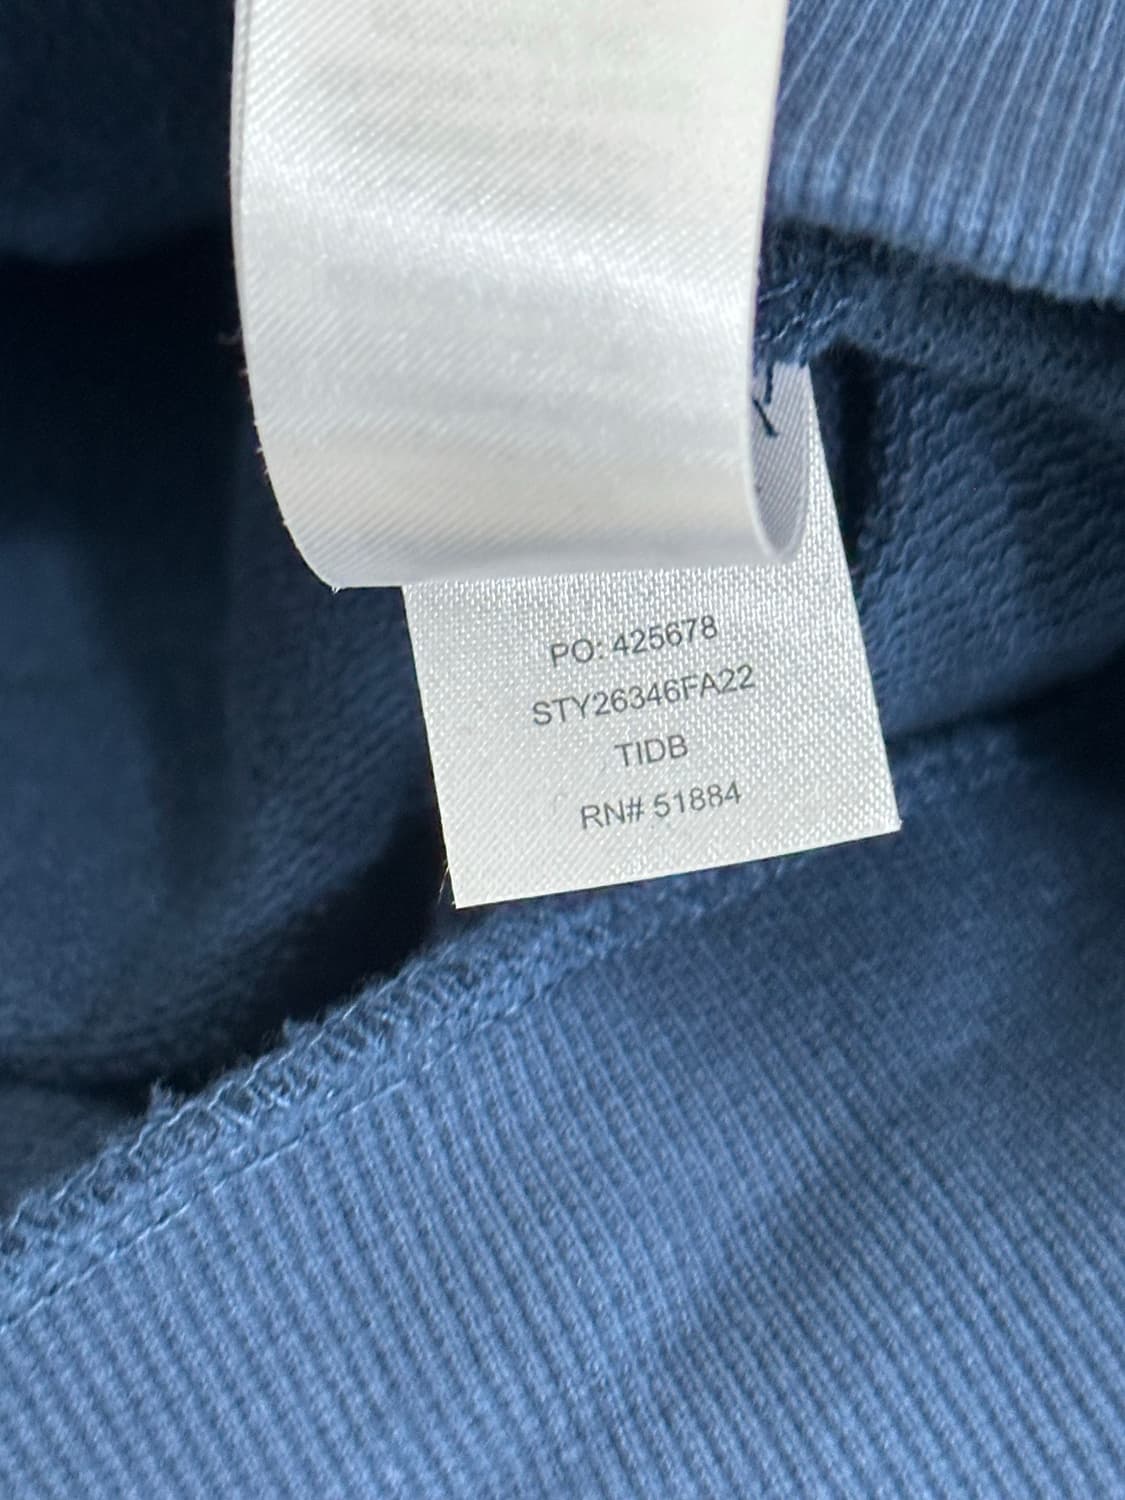 PO: 425678
STY26346FA22
TIDB
RN# 51884